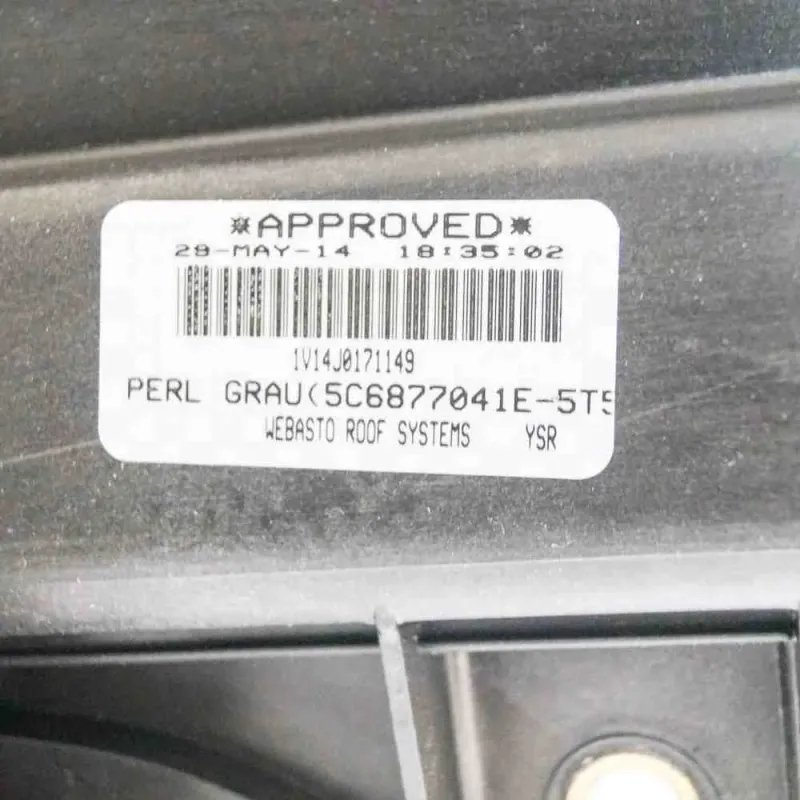 *APPROVED*
29-MAY-14 18:35:02
1V14J0171149
PERL GRAU(5C6877041E-5T5
WEBASTO ROOF SYSTEMS YSR